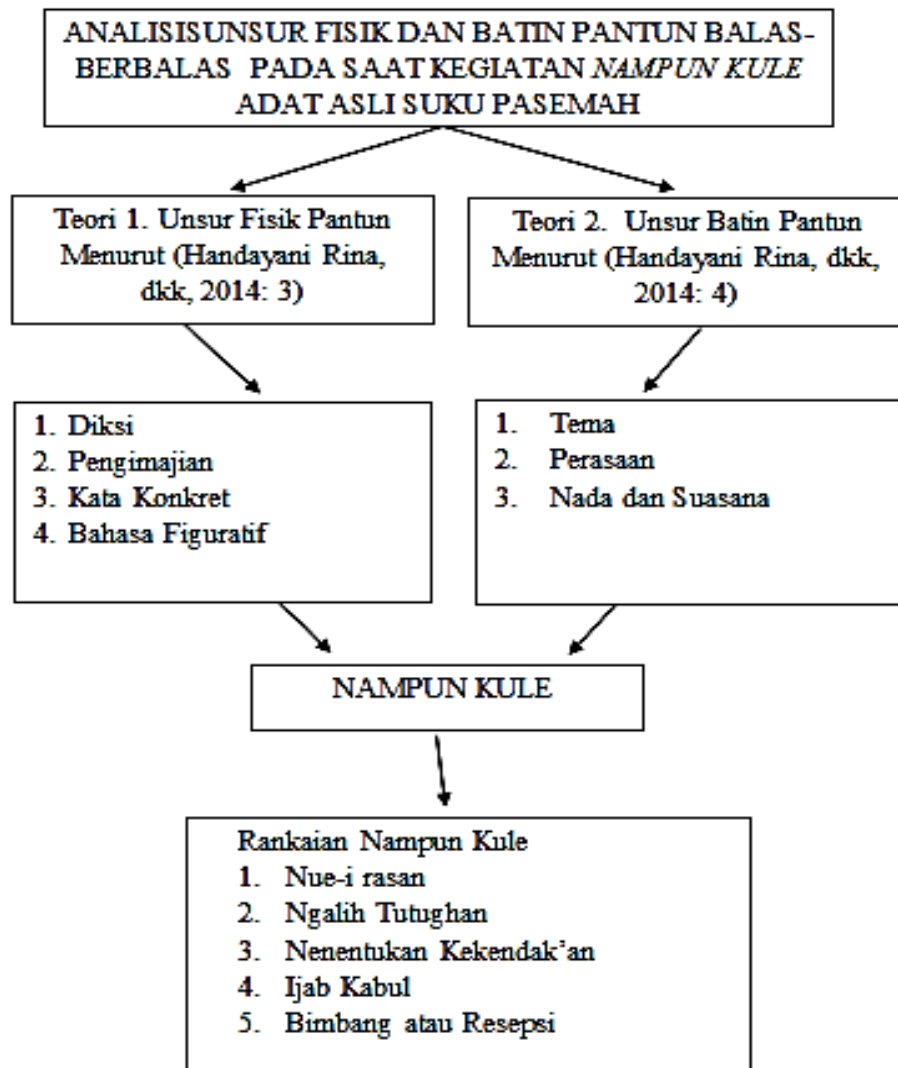 ANALISISUNSUR FISIK DAN BATIN PANTUN BALAS-
BERBALAS PADA SAAT KEGIATAN NAMPUN KULE
ADAT ASLI SUKU PASEMAH
Teori 1. Unsur Fisik Pantun
Menurut (Handayani Rina,
dkk, 2014: 3)
Teori 2. Unsur Batin Pantun
Menurut (Handayani Rina, dkk,
2014: 4)
1. Diksi
2. Pengimajian
3. Kata Konkret
4. Bahasa Figuratif
1. Tema
2. Perasaan
3. Nada dan Suasana
NAMPUN KULE
Rankaian Nampun Kule
1. Nue-i rasan
2. Ngalih Tutughan
3. Nenentukan Kekendak’an
4. Ijab Kabul
5. Bimbang atau Resepsi